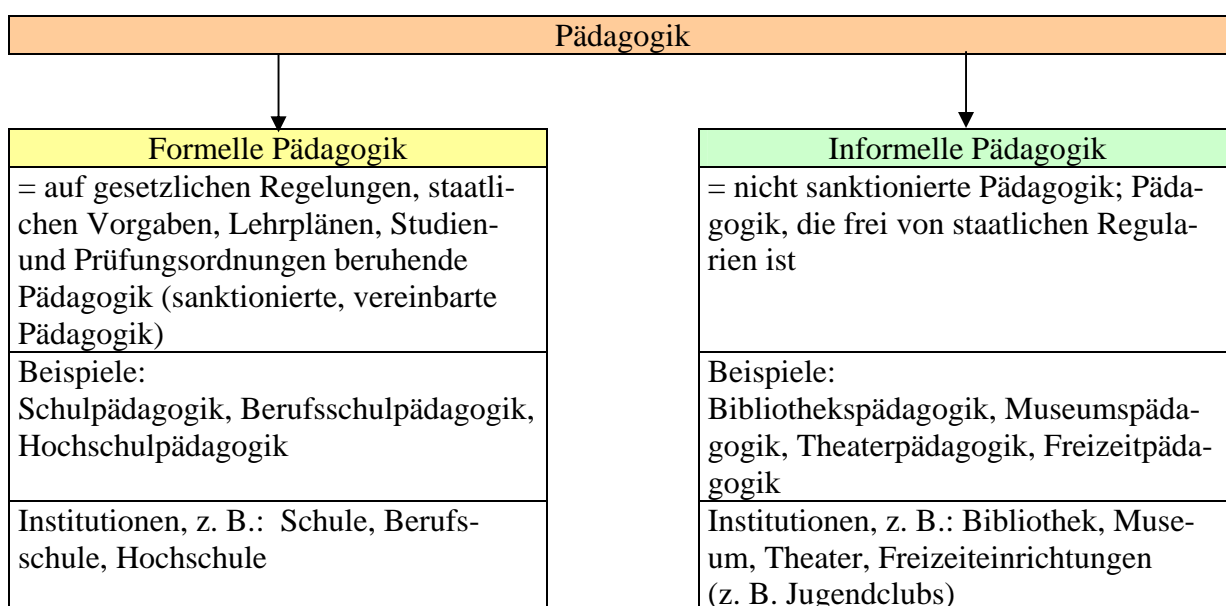 Pädagogik
Formelle Pädagogik
= auf gesetzlichen Regelungen, staatli-
chen Vorgaben, Lehrplänen, Studien-
und Prüfungsordnungen beruhende
Pädagogik (sanktionierte, vereinbarte
Pädagogik)
Beispiele:
Schulpädagogik, Berufsschulpädagogik,
Hochschulpädagogik
Institutionen, z. B.: Schule, Berufs-
schule, Hochschule
Informelle Pädagogik
= nicht sanktionierte Pädagogik; Päda-
gogik, die frei von staatlichen Regula-
rien ist
Beispiele:
Bibliothekspädagogik, Museumspäda-
gogik, Theaterpädagogik, Freizeitpäda-
gogik
Institutionen, z. B.: Bibliothek, Muse-
um, Theater, Freizeiteinrichtungen
(z. B. Jugendclubs)